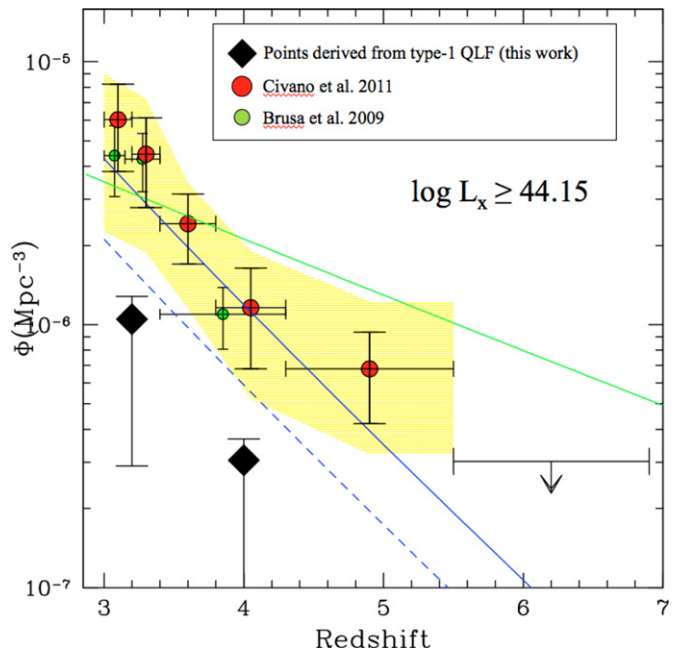 10⁻⁵
Points derived from type-1 QLF (this work)
Civano et al. 2011
Brusa et al. 2009
log Lₓ ≥ 44.15
Φ(Mpc⁻³)
10⁻⁶
10⁻⁷
3 4 5 6 7
Redshift